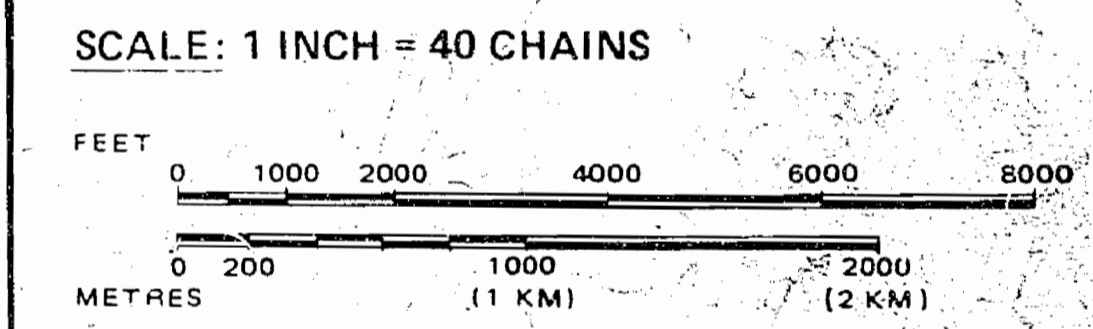 SCALE: 1 INCH = 40 CHAINS
FEET
0 1000 2000 4000 6000 8000
0 200 1000 2000
METRES (1 KM) (2 KM)